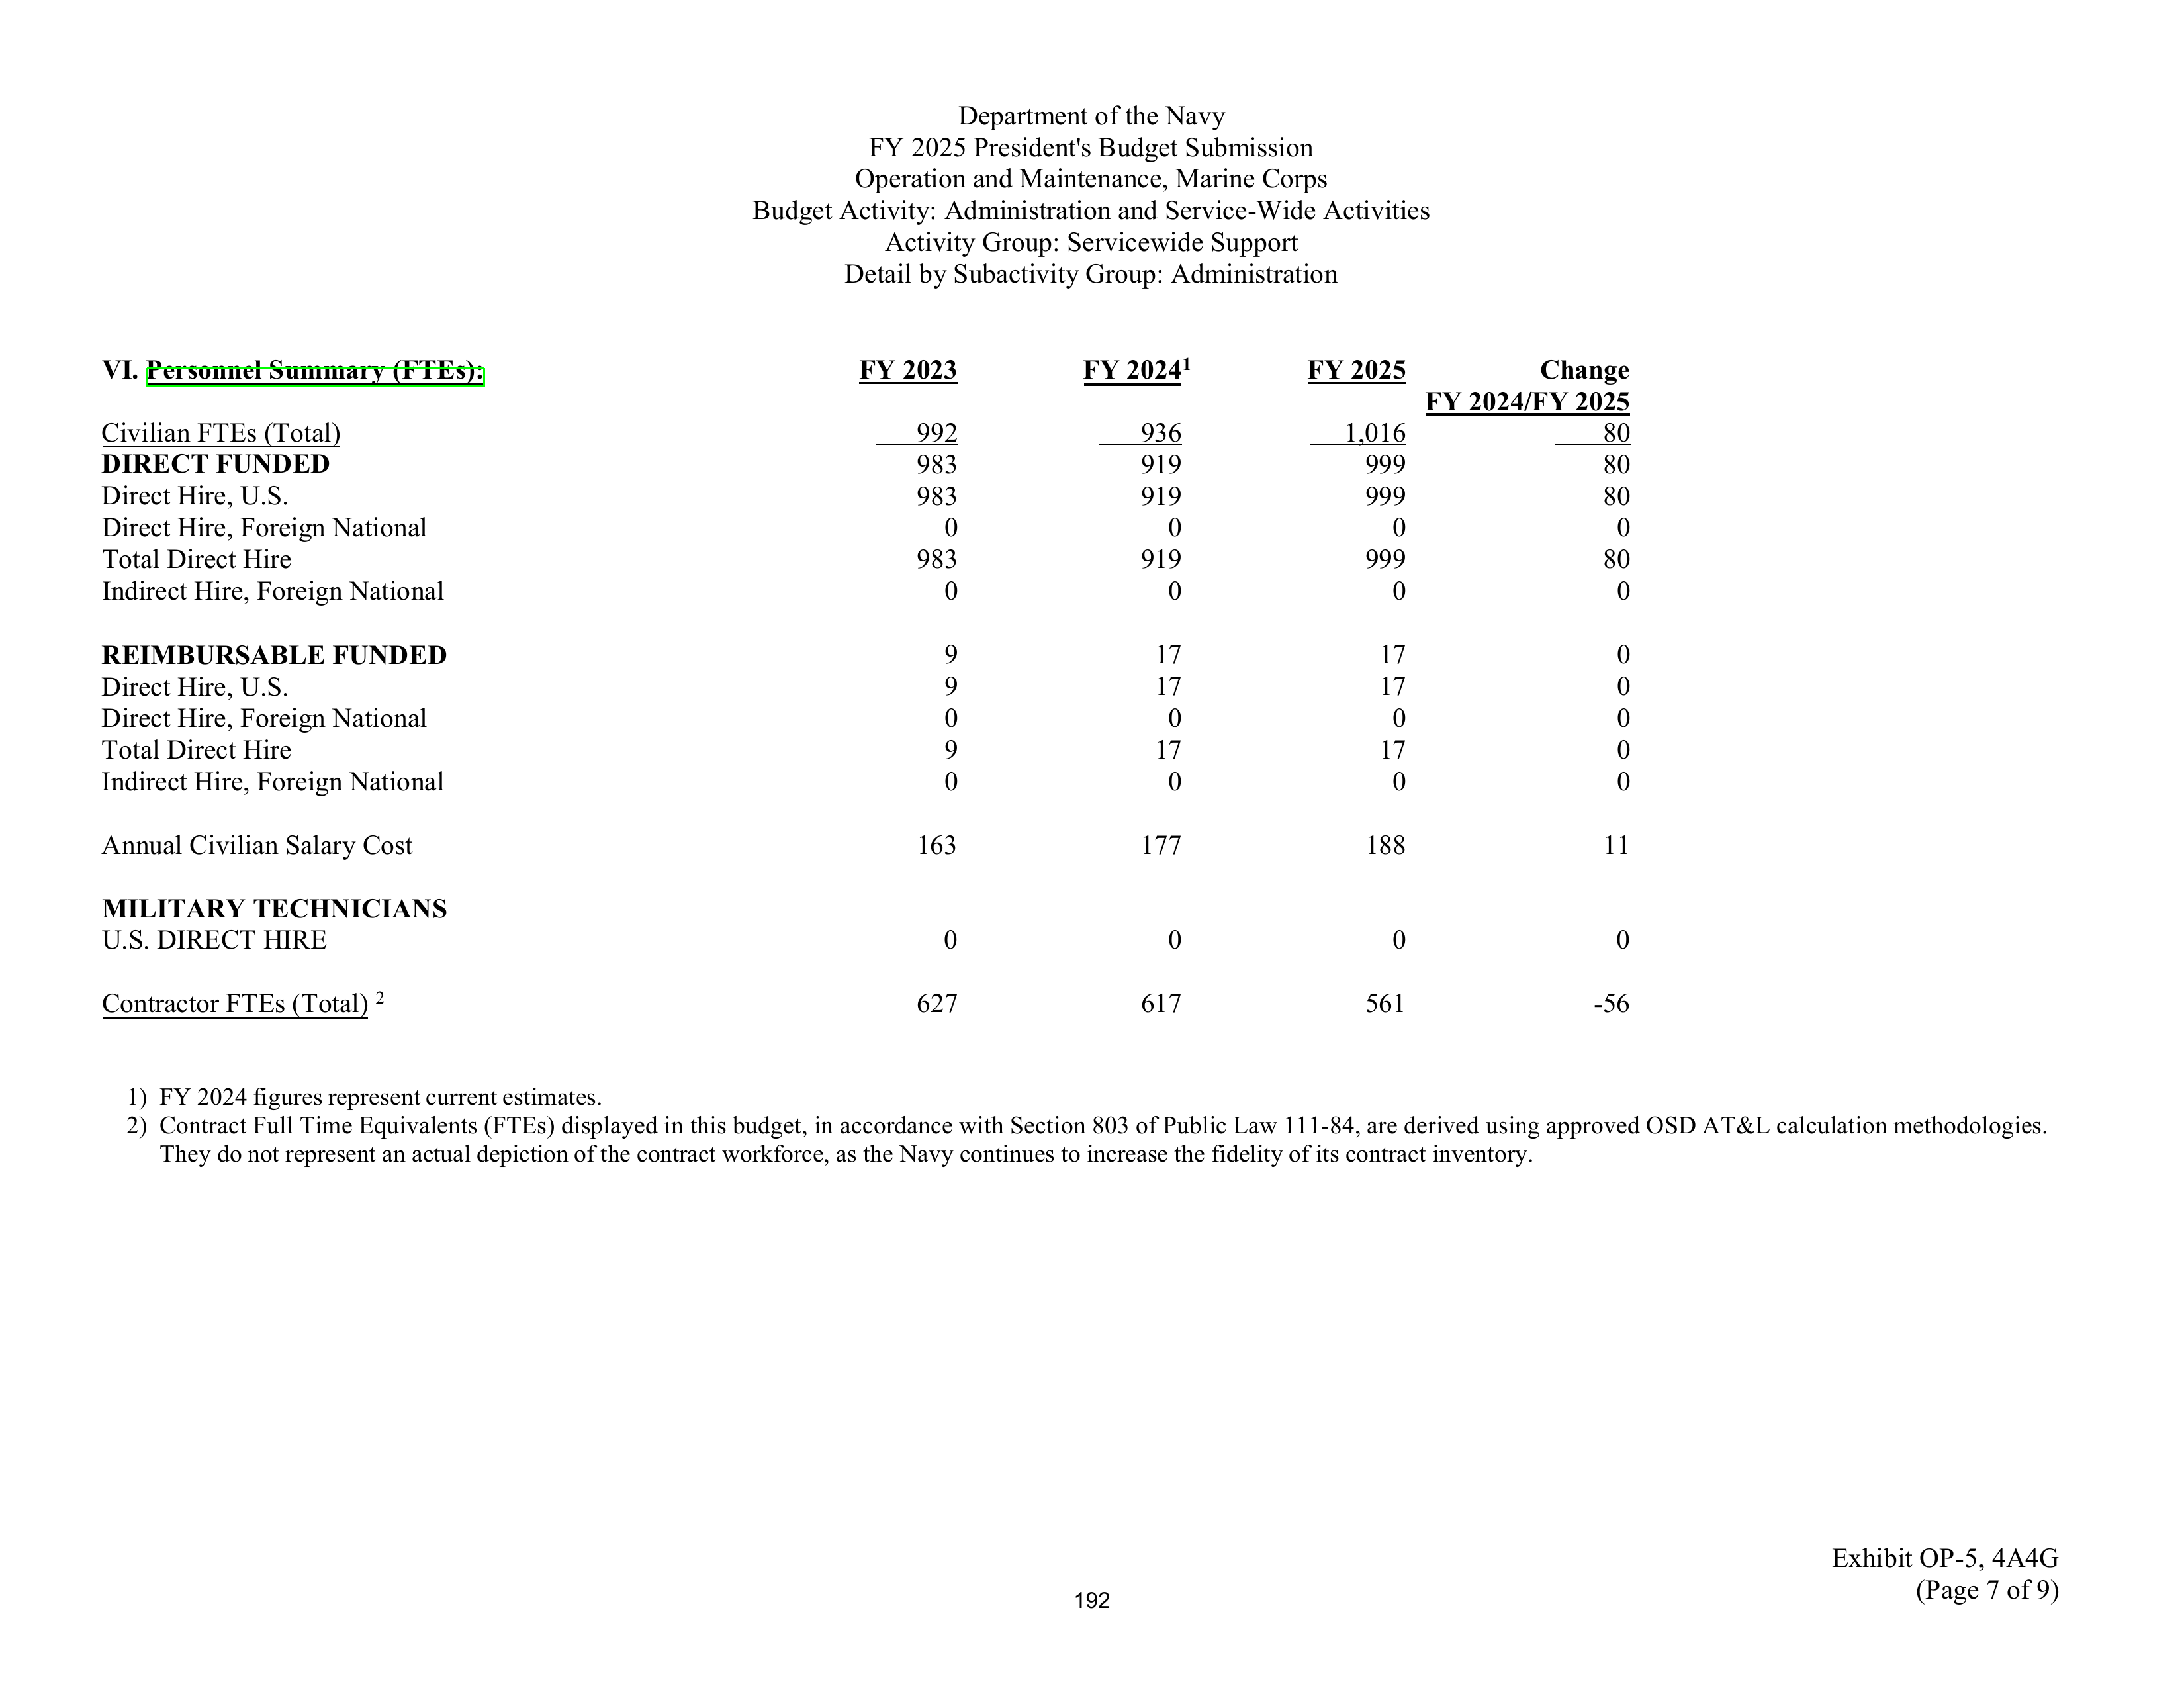 Department of the Navy
FY 2025 President's Budget Submission
Operation and Maintenance, Marine Corps
Budget Activity: Administration and Service-Wide Activities
Activity Group: Servicewide Support
Detail by Subactivity Group: Administration
VI. Personnel Summary (FTEs): FY 2023 FY 2024¹ FY 2025 Change
FY 2024/FY 2025
Civilian FTEs (Total) 992 936 1,016 80
DIRECT FUNDED 983 919 999 80
Direct Hire, U.S. 983 919 999 80
Direct Hire, Foreign National 0 0 0 0
Total Direct Hire 983 919 999 80
Indirect Hire, Foreign National 0 0 0 0
REIMBURSABLE FUNDED 9 17 17 0
Direct Hire, U.S. 9 17 17 0
Direct Hire, Foreign National 0 0 0 0
Total Direct Hire 9 17 17 0
Indirect Hire, Foreign National 0 0 0 0
Annual Civilian Salary Cost 163 177 188 11
MILITARY TECHNICIANS
U.S. DIRECT HIRE 0 0 0 0
Contractor FTEs (Total) ² 627 617 561 -56
1) FY 2024 figures represent current estimates.
2) Contract Full Time Equivalents (FTEs) displayed in this budget, in accordance with Section 803 of Public Law 111-84, are derived using approved OSD AT&L calculation methodologies.
They do not represent an actual depiction of the contract workforce, as the Navy continues to increase the fidelity of its contract inventory.
Exhibit OP-5, 4A4G
(Page 7 of 9)
192